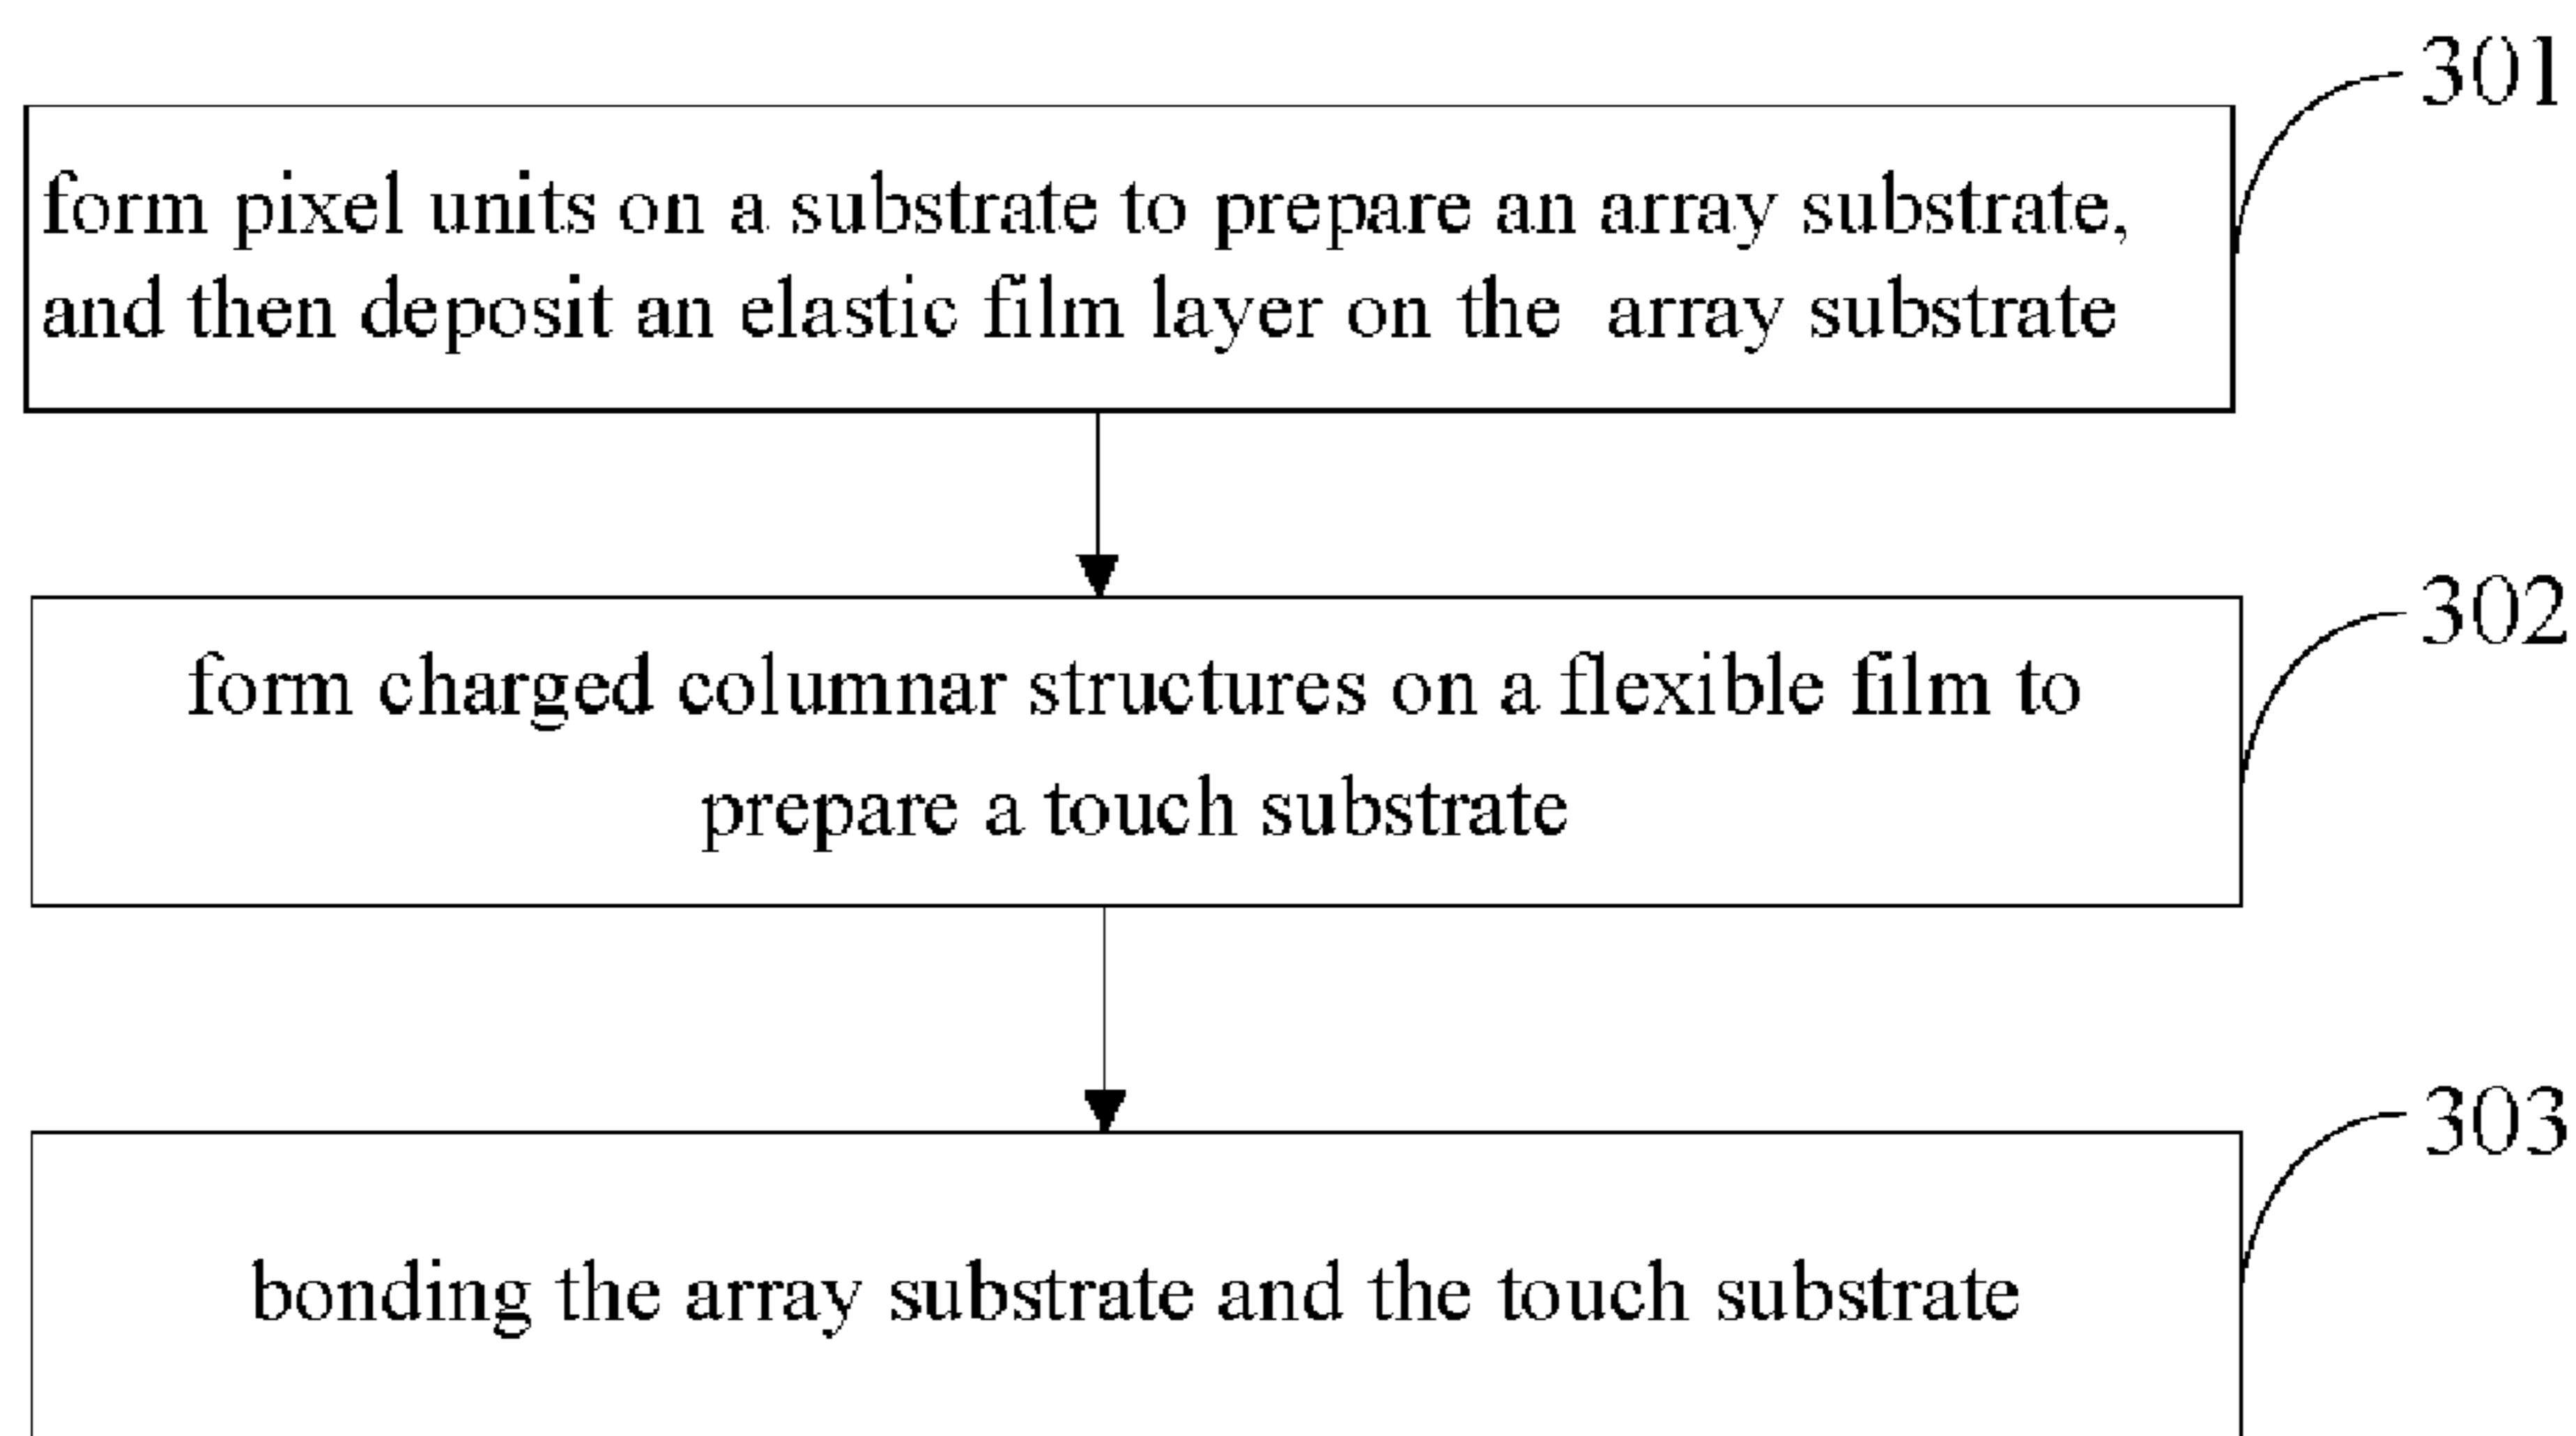 301
form pixel units on a substrate to prepare an array substrate,
and then deposit an elastic film layer on the array substrate
302
form charged columnar structures on a flexible film to
prepare a touch substrate
303
bonding the array substrate and the touch substrate